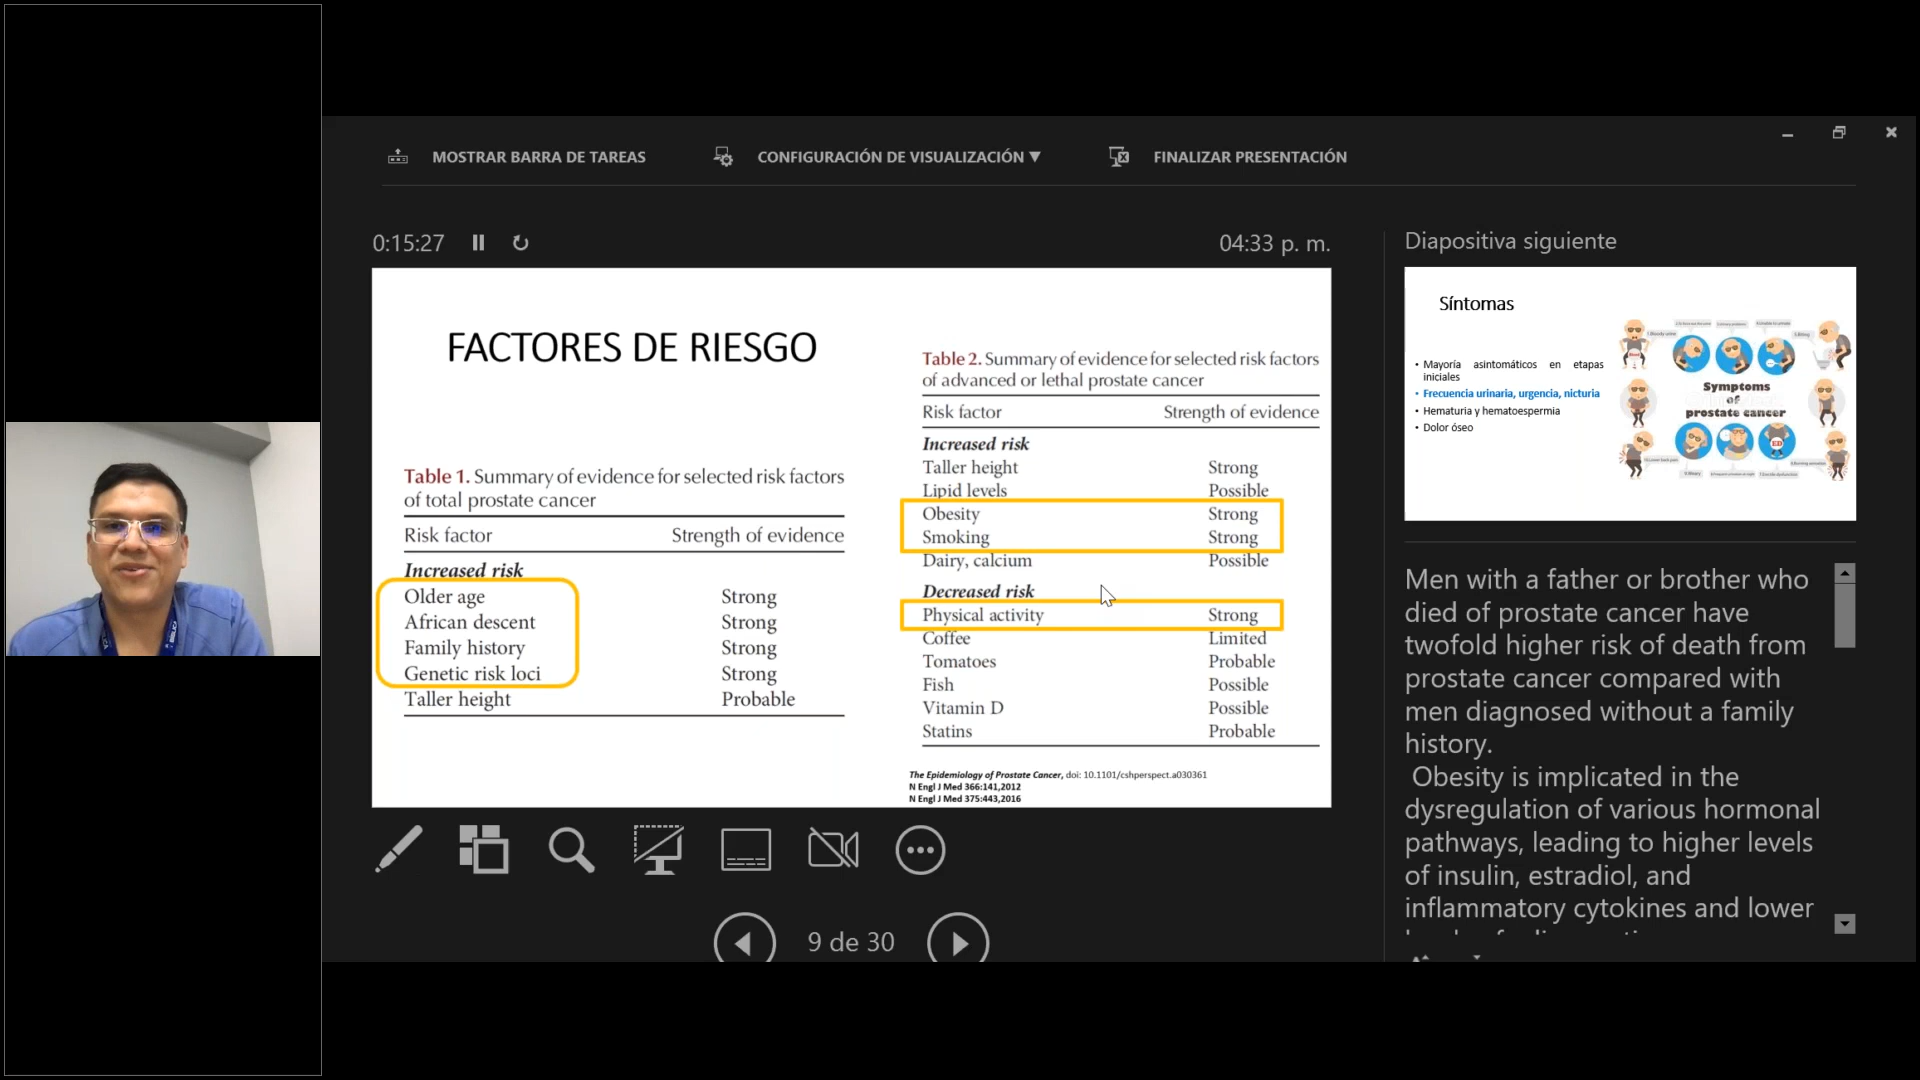 MOSTRAR BARRA DE TAREAS
CONFIGURACIÓN DE VISUALIZACIÓN ▼
FINALIZAR PRESENTACIÓN
0:15:27
04:33 p. m.
FACTORES DE RIESGO
Table 1. Summary of evidence for selected risk factors
of total prostate cancer
Risk factor Strength of evidence
Increased risk
Older age Strong
African descent Strong
Family history Strong
Genetic risk loci Strong
Taller height Probable
Table 2. Summary of evidence for selected risk factors
of advanced or lethal prostate cancer
Risk factor Strength of evidence
Increased risk
Taller height Strong
Lipid levels Possible
Obesity Strong
Smoking Strong
Dairy, calcium Possible
Decreased risk
Physical activity Strong
Coffee Limited
Tomatoes Probable
Fish Possible
Vitamin D Possible
Statins Probable
The Epidemiology of Prostate Cancer, doi: 10.1101/cshperspect.a030361
N Engl J Med 366:141,2012
N Engl J Med 375:443,2016
9 de 30
Diapositiva siguiente
Síntomas
• Mayoría asintomáticos en etapas
iniciales
• Frecuencia urinaria, urgencia, nicturia
• Hematuria y hematoespermia
• Dolor óseo
Symptoms
of
prostate cancer
Men with a father or brother who
died of prostate cancer have
twofold higher risk of death from
prostate cancer compared with
men diagnosed without a family
history.
Obesity is implicated in the
dysregulation of various hormonal
pathways, leading to higher levels
of insulin, estradiol, and
inflammatory cytokines and lower